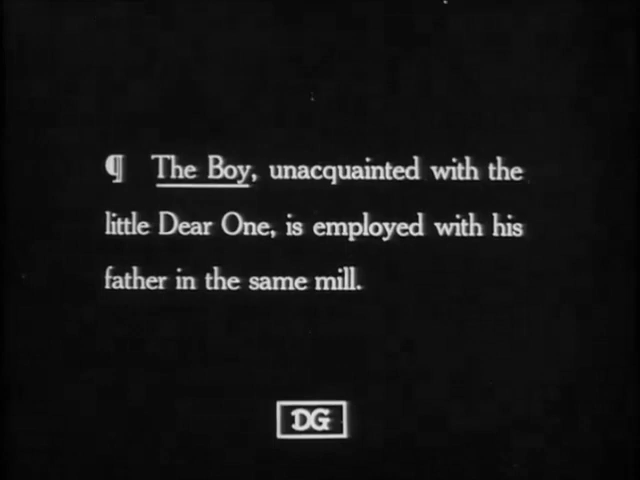 ¶ The Boy, unacquainted with the
little Dear One, is employed with his
father in the same mill.
DG